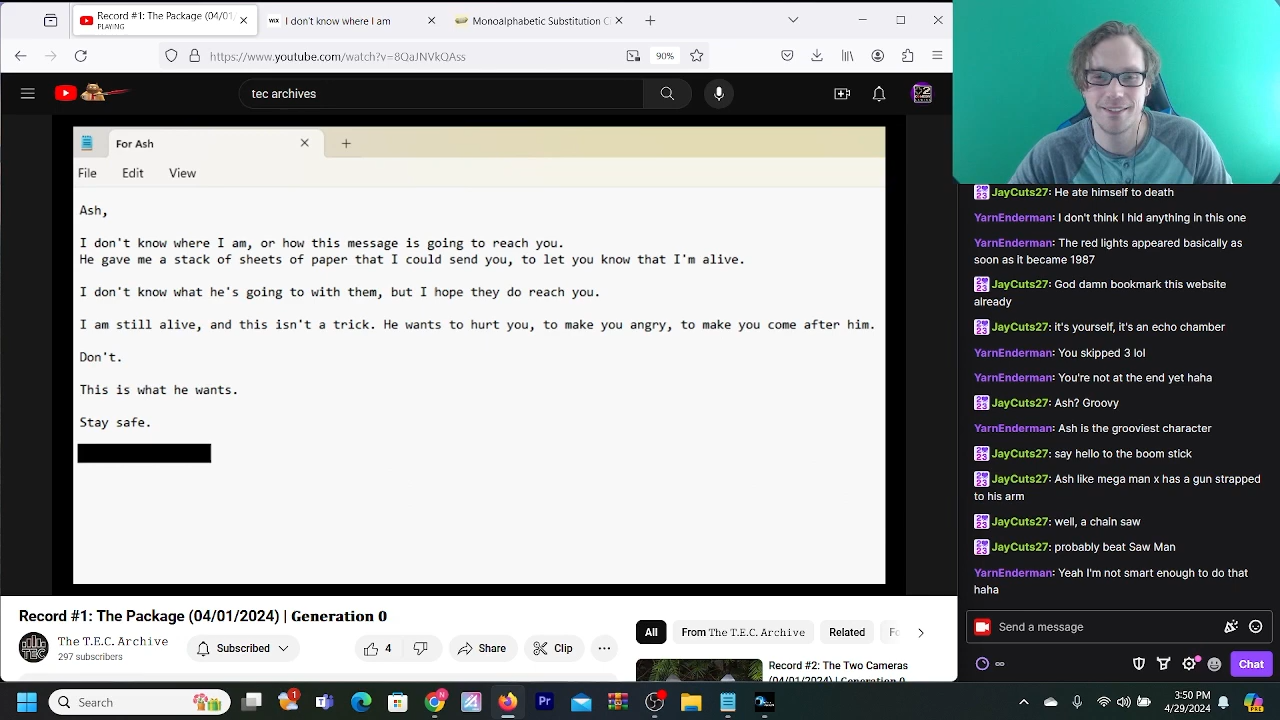 Record #1: The Package (04/01/2024)
PLAYING
I don't know where I am
Monoalphabetic Substitution C
https://www.youtube.com/watch?v=8QaJNVkQAss
90%
tec archives
For Ash
File Edit View
Ash,
I don't know where I am, or how this message is going to reach you.
He gave me a stack of sheets of paper that I could send you, to let you know that I'm alive.
I don't know what he's going to with them, but I hope they do reach you.
I am still alive, and this isn't a trick. He wants to hurt you, to make you angry, to make you come after him.
Don't.
This is what he wants.
Stay safe.
Record #1: The Package (04/01/2024) | Generation 0
The T.E.C. Archive
297 subscribers
Subscribed
4
Share
Clip
All
From The T.E.C. Archive
Related
Record #2: The Two Cameras
(04/01/2024) | Generation 0
JayCuts27: He ate himself to death
YarnEnderman: I don't think I hid anything in this one
YarnEnderman: The red lights appeared basically as
soon as it became 1987
JayCuts27: God damn bookmark this website
already
JayCuts27: it's yourself, it's an echo chamber
YarnEnderman: You skipped 3 lol
YarnEnderman: You're not at the end yet haha
JayCuts27: Ash? Groovy
YarnEnderman: Ash is the grooviest character
JayCuts27: say hello to the boom stick
JayCuts27: Ash like mega man x has a gun strapped
to his arm
JayCuts27: well, a chain saw
JayCuts27: probably beat Saw Man
YarnEnderman: Yeah I'm not smart enough to do that
haha
Send a message
Chat
Search
3:50 PM
4/29/2024